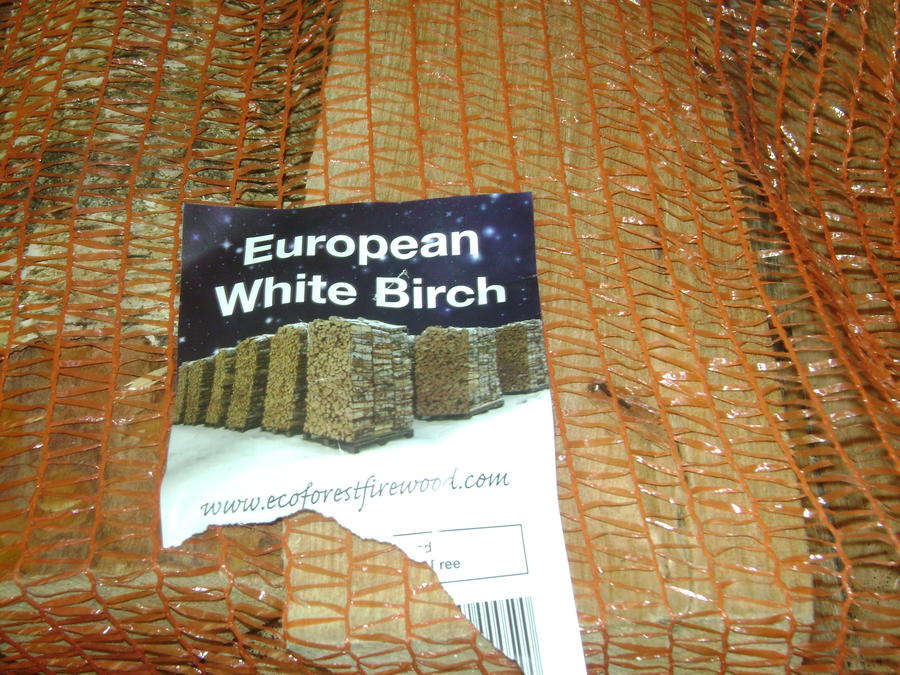 European
White Birch
www.ecoforestfirewood.com